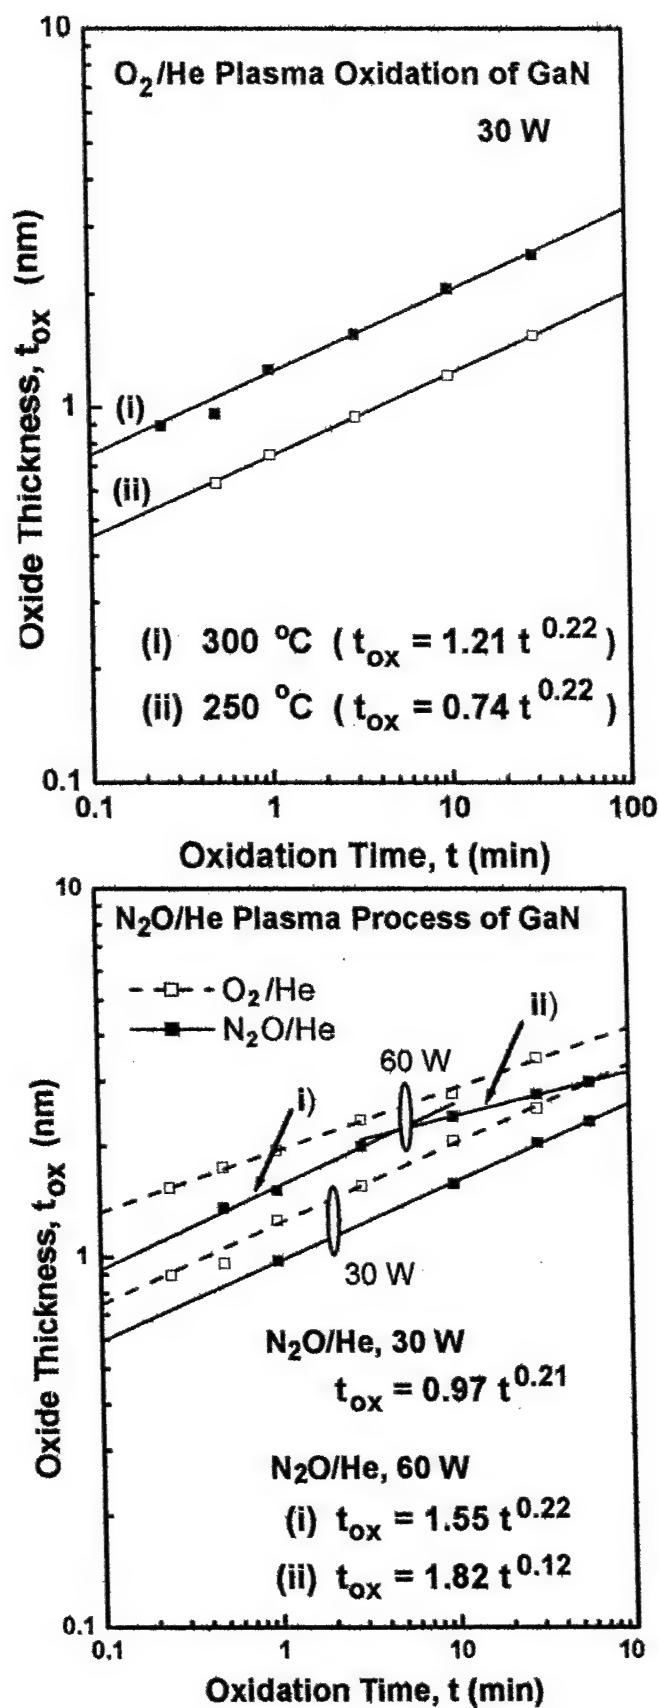 10
O2/He Plasma Oxidation of GaN
30 W
Oxide Thickness, tox (nm)
1
(i)
(ii)
(i) 300 °C ( tox = 1.21 t 0.22 )
(ii) 250 °C ( tox = 0.74 t 0.22 )
0.1
0.1 1 10 100
Oxidation Time, t (min)
10
N2O/He Plasma Process of GaN
O2/He
N2O/He
ii)
60 W
i)
Oxide Thickness, tox (nm)
1
30 W
N2O/He, 30 W
tox = 0.97 t0.21
N2O/He, 60 W
(i) tox = 1.55 t0.22
(ii) tox = 1.82 t0.12
0.1
0.1 1 10 10
Oxidation Time, t (min)